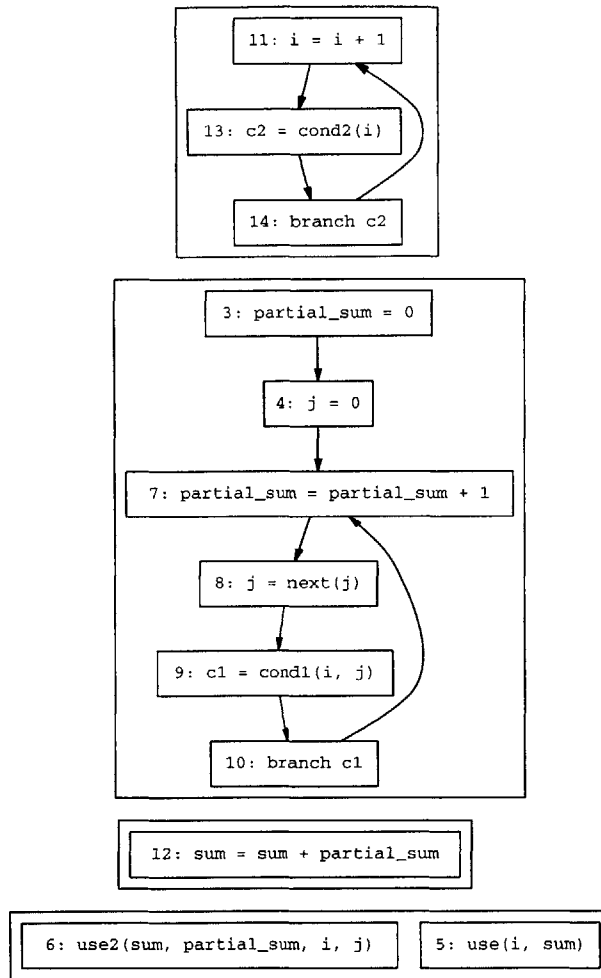 11: i = i + 1
13: c2 = cond2(i)
14: branch c2
3: partial_sum = 0
4: j = 0
7: partial_sum = partial_sum + 1
8: j = next(j)
9: c1 = cond1(i, j)
10: branch c1
12: sum = sum + partial_sum
6: use2(sum, partial_sum, i, j)
5: use(i, sum)